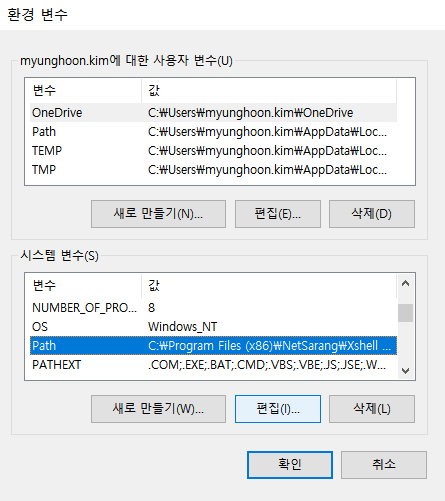 환경 변수
myunghoon.kim에 대한 사용자 변수(U)
변수 값
OneDrive C:₩Users₩myunghoon.kim₩OneDrive
Path C:₩Users₩myunghoon.kim₩AppData₩Loc...
TEMP C:₩Users₩myunghoon.kim₩AppData₩Loc...
TMP C:₩Users₩myunghoon.kim₩AppData₩Loc...
새로 만들기(N)... 편집(E)... 삭제(D)
시스템 변수(S)
변수 값
NUMBER_OF_PRO... 8
OS Windows_NT
Path C:₩Program Files (x86)₩NetSarang₩Xshell ...
PATHEXT .COM;.EXE;.BAT;.CMD;.VBS;.VBE;.JS;.JSE;.W...
새로 만들기(W)... 편집(I)... 삭제(L)
확인 취소